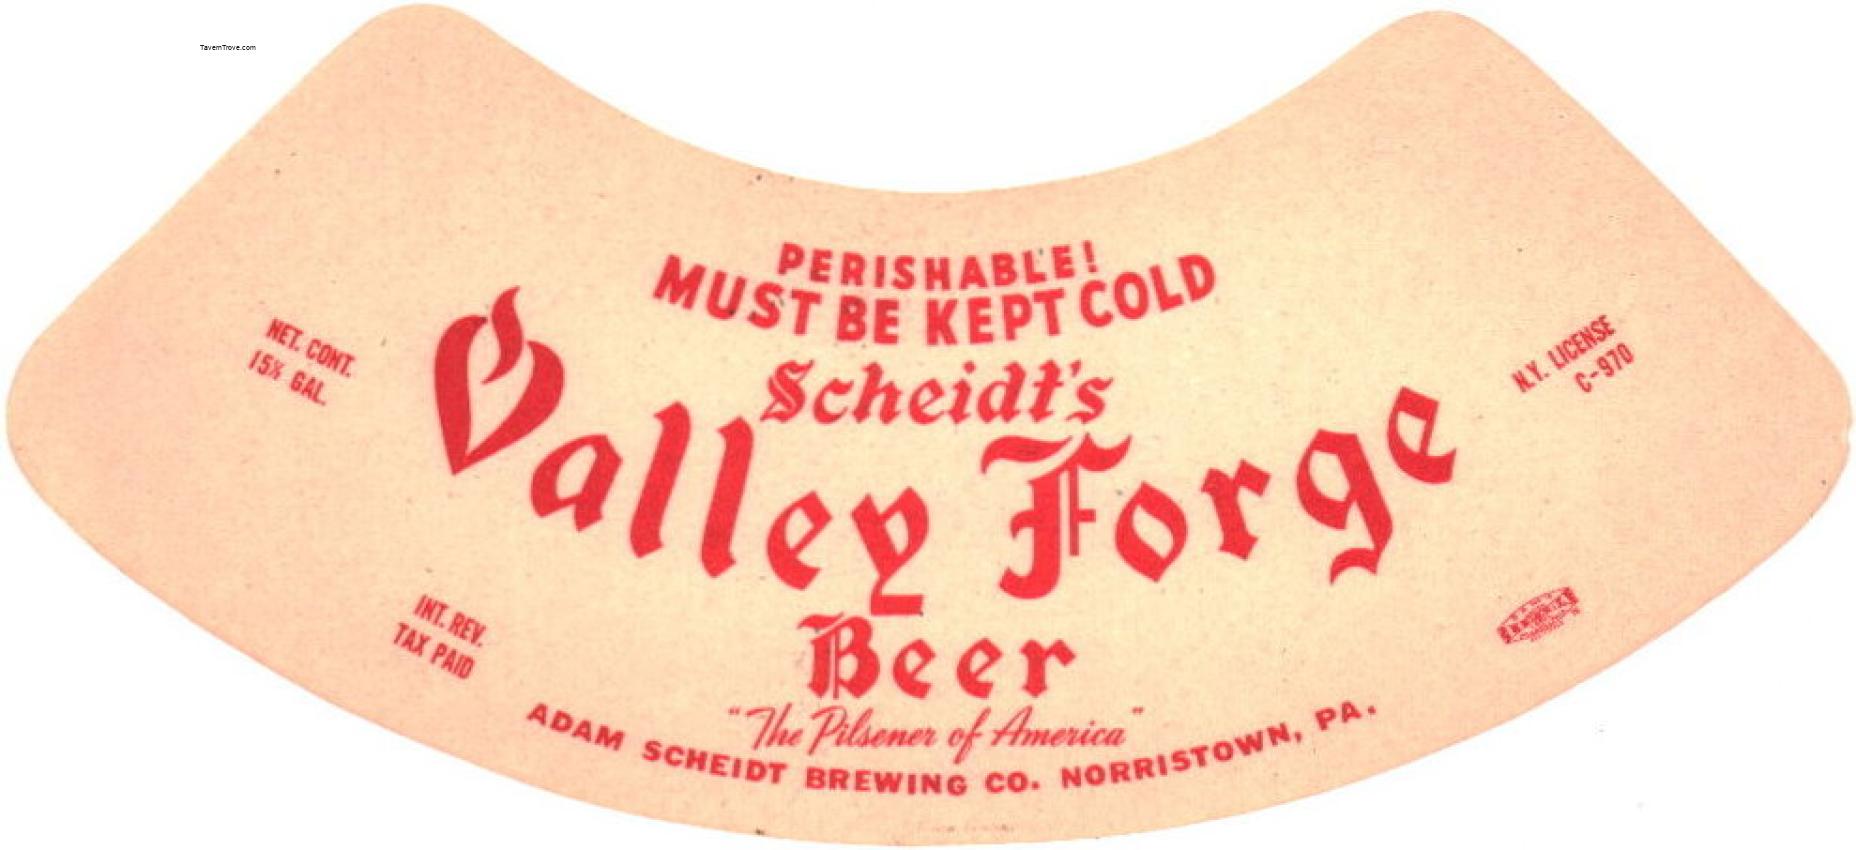 TavernTrove.com
PERISHABLE!
MUST BE KEPT COLD
NET. CONT.
15½ GAL.
N.Y. LICENSE
C-970
Scheidt's
Valley Forge
Beer
INT. REV.
TAX PAID
"The Pilsener of America"
ADAM SCHEIDT BREWING CO. NORRISTOWN, PA.